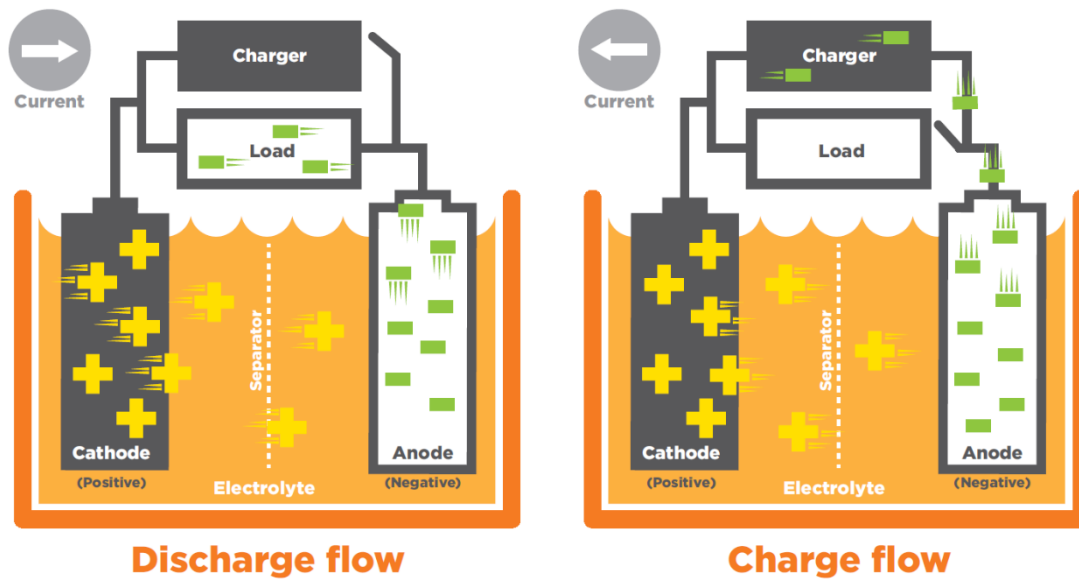 Charger
Current
Load
Separator
Cathode
(Positive)
Anode
(Negative)
Electrolyte
Discharge flow
Charger
Current
Load
Separator
Cathode
(Positive)
Anode
(Negative)
Electrolyte
Charge flow